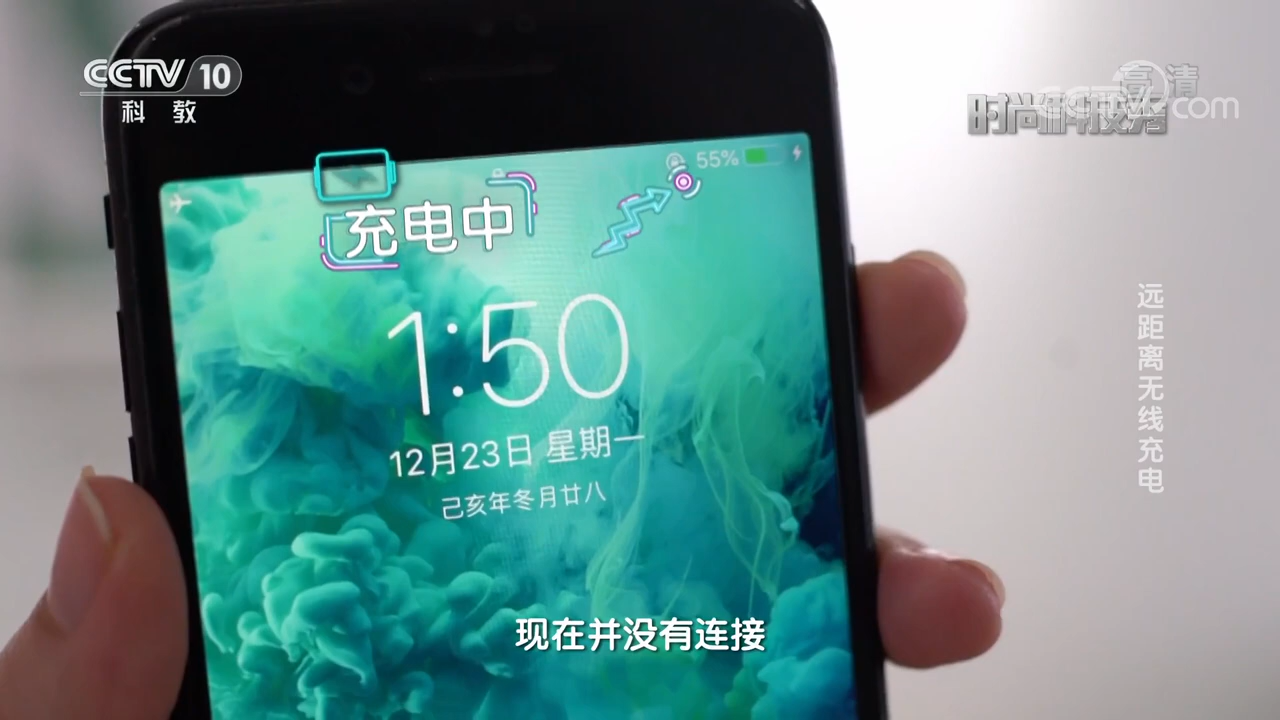 CCTV 10
科教
高清
时尚科技秀
CCTV.com
55%
充电中
1:50
12月23日 星期一
己亥年冬月廿八
远距离无线充电
现在并没有连接